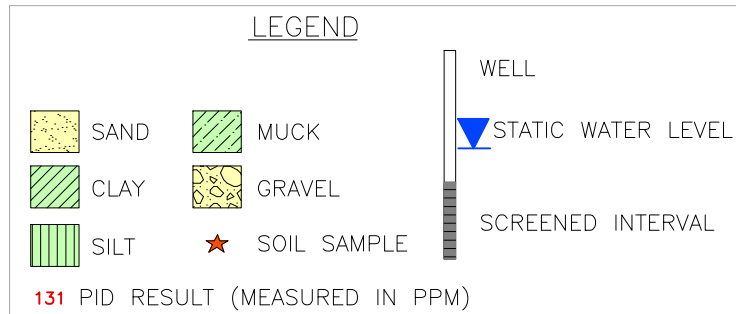 LEGEND
WELL
SAND
MUCK
STATIC WATER LEVEL
CLAY
GRAVEL
SILT
SOIL SAMPLE
SCREENED INTERVAL
131 PID RESULT (MEASURED IN PPM)